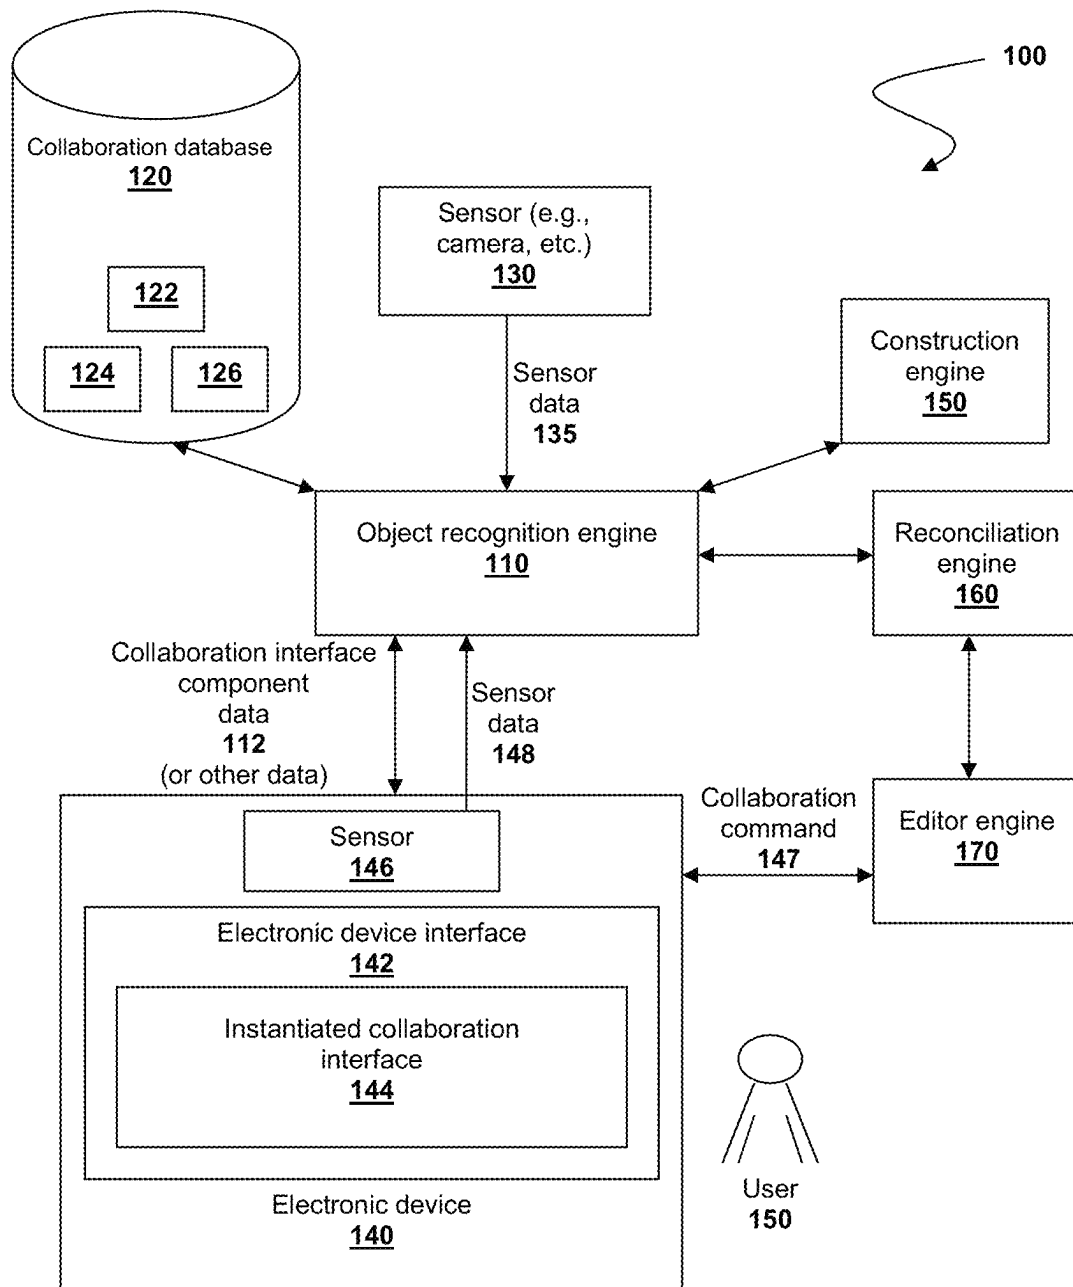 100
Collaboration database
120
122
124
126
Sensor (e.g.,
camera, etc.)
130
Sensor
data
135
Construction
engine
150
Object recognition engine
110
Reconciliation
engine
160
Collaboration interface
component
data
112
(or other data)
Sensor
data
148
Collaboration
command
147
Editor engine
170
Sensor
146
Electronic device interface
142
Instantiated collaboration
interface
144
Electronic device
140
User
150